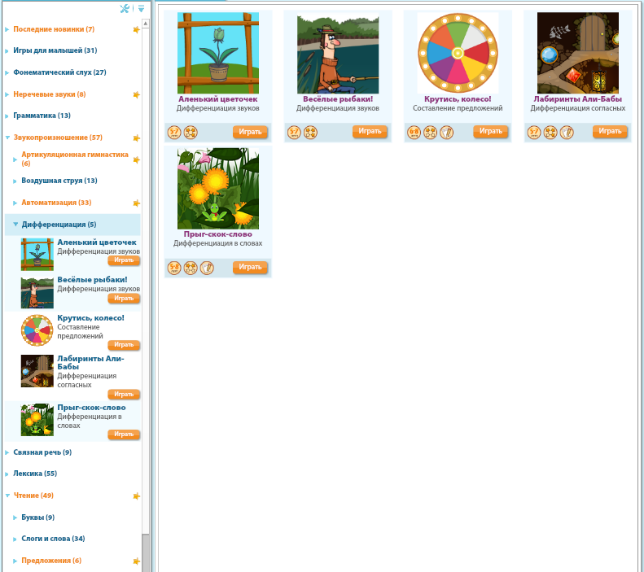 Последние новинки (7)
Игры для малышей (31)
Фонематический слух (27)
Неречевые звуки (8)
Грамматика (13)
Звукопроизношение (57)
Артикуляционная гимнастика
(6)
Воздушная струя (13)
Автоматизация (33)
Дифференциация (5)
Аленький цветочек
Дифференциация звуков
Играть
Весёлые рыбаки!
Дифференциация звуков
Играть
Крутись, колесо!
Составление
предложений
Играть
Лабиринты Али-
Бабы
Дифференциация
согласных
Играть
Прыг-скок-слово
Дифференциация в
словах
Играть
Связная речь (9)
Лексика (55)
Чтение (49)
Буквы (9)
Слоги и слова (34)
Предложения (6)
Аленький цветочек
Дифференциация звуков
Играть
Весёлые рыбаки!
Дифференциация звуков
Играть
Крутись, колесо!
Составление предложений
Играть
Лабиринты Али-Бабы
Дифференциация согласных
Играть
Прыг-скок-слово
Дифференциация в словах
Играть